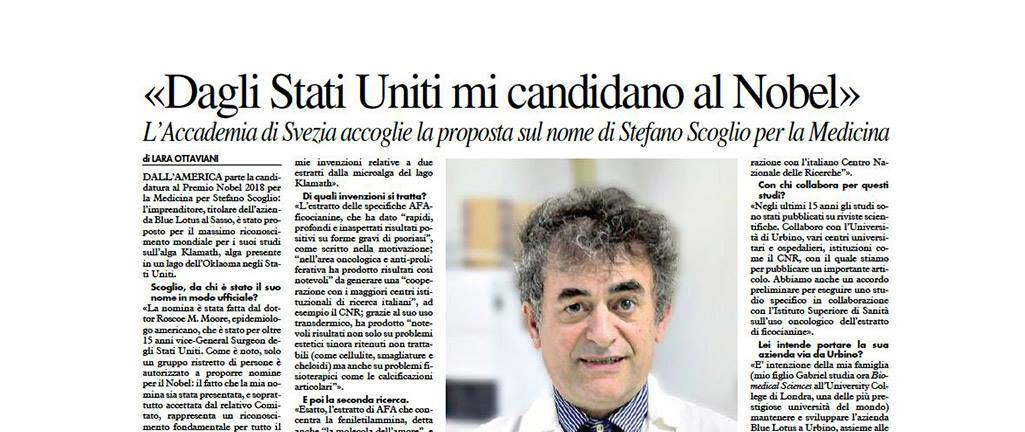 «Dagli Stati Uniti mi candidano al Nobel»
L'Accademia di Svezia accoglie la proposta sul nome di Stefano Scoglio per la Medicina
di LARA OTTAVIANI
DALL'AMERICA parte la candi-
datura al Premio Nobel 2018 per
la Medicina per Stefano Scoglio:
l'imprenditore, titolare dell'azien-
da Blue Lotus al Sasso, è stato pro-
posto per il massimo riconosci-
mento mondiale per i suoi studi
sull'alga Klamath, alga presente
in un lago dell'Oklaoma negli Sta-
ti Uniti.
Scoglio, da chi è stato il suo
nome in modo ufficiale?
«La nomina è stata fatta dal dot-
tor Roscoe M. Moore, epidemiolo-
go americano, che è stato per oltre
15 anni vice-General Surgeon de-
gli Stati Uniti. Come è noto, solo
un gruppo ristretto di persone è
autorizzato a proporre nomine
per il Nobel: il fatto che la mia no-
mina sia stata presentata, e soprat-
tutto accettata dal relativo Comi-
tato, rappresenta un riconosci-
mento fondamentale per tutto il
mie invenzioni relative a due
estratti dalla microalga del lago
Klamath».
Di quali invenzioni si tratta?
«L'estratto delle specifiche AFA-
ficocianine, che ha dato "rapidi,
profondi e inaspettati risultati po-
sitivi su forme gravi di psoriasi",
come scritto nella motivazione;
"nell'area oncologica e anti-proli-
ferativa ha prodotto risultati così
notevoli" da generare una "coope-
razione con i maggiori centri isti-
tuzionali di ricerca italiani", ad
esempio il CNR; grazie al suo uso
transdermico, ha prodotto "note-
voli risultati non solo su problemi
estetici sinora ritenuti non tratta-
bili (come cellulite, smagliature e
cheloidi) ma anche su problemi fi-
sioterapici come le calcificazioni
articolari"».
E poi la seconda ricerca.
«Esatto, l'estratto di AFA che con-
centra la feniletilammina, detta
anche "la molecola dell'amore", e
razione con l'italiano Centro Na-
zionale delle Ricerche"».
Con chi collabora per questi
studi?
«Negli ultimi 15 anni gli studi so-
no stati pubblicati su riviste scien-
tifiche. Collaboro con l'Universi-
tà di Urbino, vari centri universi-
tari e ospedalieri, istituzioni co-
me il CNR, con il quale stiamo
per pubblicare un importante arti-
colo. Abbiamo anche un accordo
preliminare per eseguire uno stu-
dio specifico in collaborazione
con l'Istituto Superiore di Sanità
sull'uso oncologico dell'estratto
di ficocianine».
Lei intende portare la sua
azienda via da Urbino?
«E' intenzione della mia famiglia
(mio figlio Gabriel studia ora Bio-
medical Sciences all'University Col-
lege di Londra, una delle più pre-
stigiose università del mondo)
mantenere e sviluppare l'azienda
Blue Lotus a Urbino, assieme alle